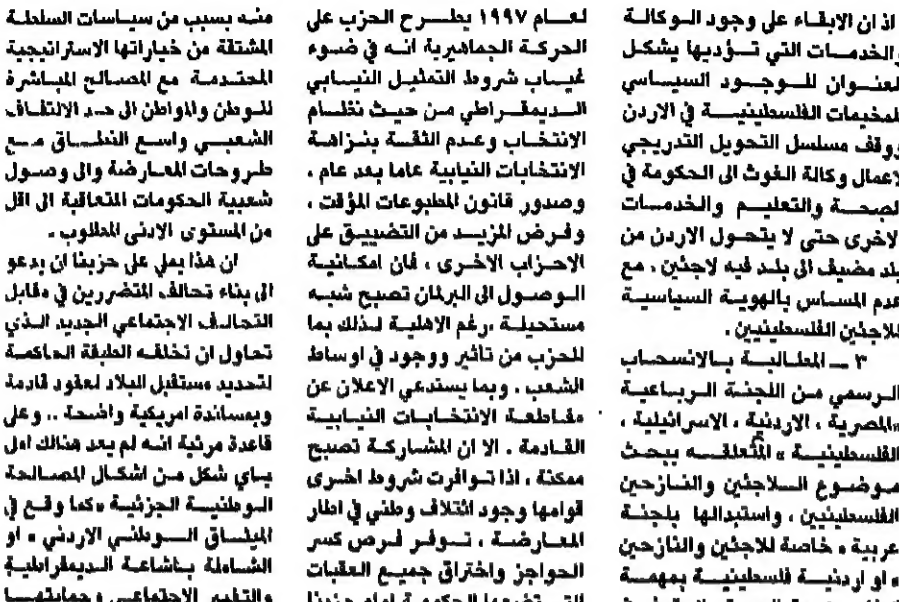 اذ ان الابقاء على وجود الوكالة
والخدمات التي تؤديها يشكل
العنوان للوجود السياسي
للمخيمات الفلسطينية في الاردن
ووقف مسلسل التحويل التدريجي
لاعمال وكالة الغوث الى الحكومة في
الصحة والتعليم والخدمات
الاخرى حتى لا يتحول الاردن من
بلد مضيف الى بلد فيه لاجئين ، مع
عدم المساس بالهوية السياسية
للاجئين الفلسطينيين .
٣ ــ المطالبة بالانسحاب
الرسمي من اللجنة الرباعية
«المصرية ، الاردنية ، الاسرائيلية ،
الفلسطينية » المتعلقه ببحث
موضوع اللاجئين والنازحين
الفلسطينيين ، واستبدالها بلجنة
عربية « خاصة للاجئين والنازحين
» او اردنية فلسطينية بمهمة
لعام ١٩٩٧ يطرح الحزب على
الحركة الجماهيرية انه في ضوء
غياب شروط التمثيل النيابي
الديمقراطي من حيث نظام
الانتخاب وعدم الثقة بنزاهة
الانتخابات النيابية عاما بعد عام ،
وصدور قانون المطبوعات المؤقت ،
وفرض المزيد من التضييق على
الاحزاب الاخرى ، فان امكانية
الوصول الى البرلمان تصبح شبه
مستحيلة ،رغم الاهلية لذلك بما
للحزب من تاثير ووجود في اوساط
الشعب ، وبما يستدعي الاعلان عن
مقاطعة الانتخابات النيابية
القادمة . الا ان المشاركة تصبح
ممكنة ، اذا توافرت شروط اخرى
قوامها وجود ائتلاف وطني في اطار
المعارضة ، توفر فرص كسر
الحواجز واختراق جميع العقبات
التي تضعها الحكومة امام حزبنا
منه بسبب من سياسات السلطة
المشتقة من خياراتها الاستراتيجية
المحتدمة مع المصالح المباشرة
للوطن والمواطن الى حد الالتفاف
الشعبي واسع النطاق مع
طروحات المعارضة والى وصول
شعبية الحكومات المتعاقبة الى اقل
من المستوى الادنى المطلوب .
ان هذا يملي على حزبنا ان يدعو
الى بناء تحالف المتضررين في مقابل
التحالف الاجتماعي الجديد الذي
تحاول ان تخلقه الطبقة الحاكمة
لتحديد مستقبل البلاد لعقود قادمة
وبمساندة امريكية واضحة .. وعلى
قاعدة مرئية انه لم يعد هنالك امل
باي شكل من اشكال المصالحة
الوطنية الجزئية «كما وقع في
الميثاق الوطني الاردني » او
الشاملة باشاعة الديمقراطية
والتغيير الاجتماعي وحمايتهما